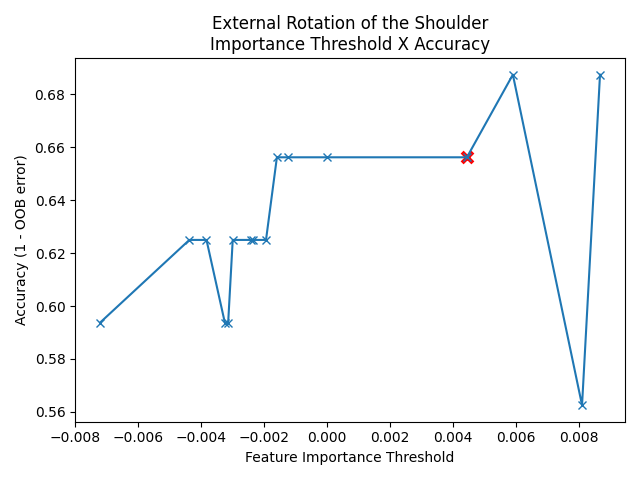 External Rotation of the Shoulder
Importance Threshold X Accuracy
Accuracy (1 - OOB error)
0.68
0.66
0.64
0.62
0.60
0.58
0.56
−0.008 −0.006 −0.004 −0.002 0.000 0.002 0.004 0.006 0.008
Feature Importance Threshold